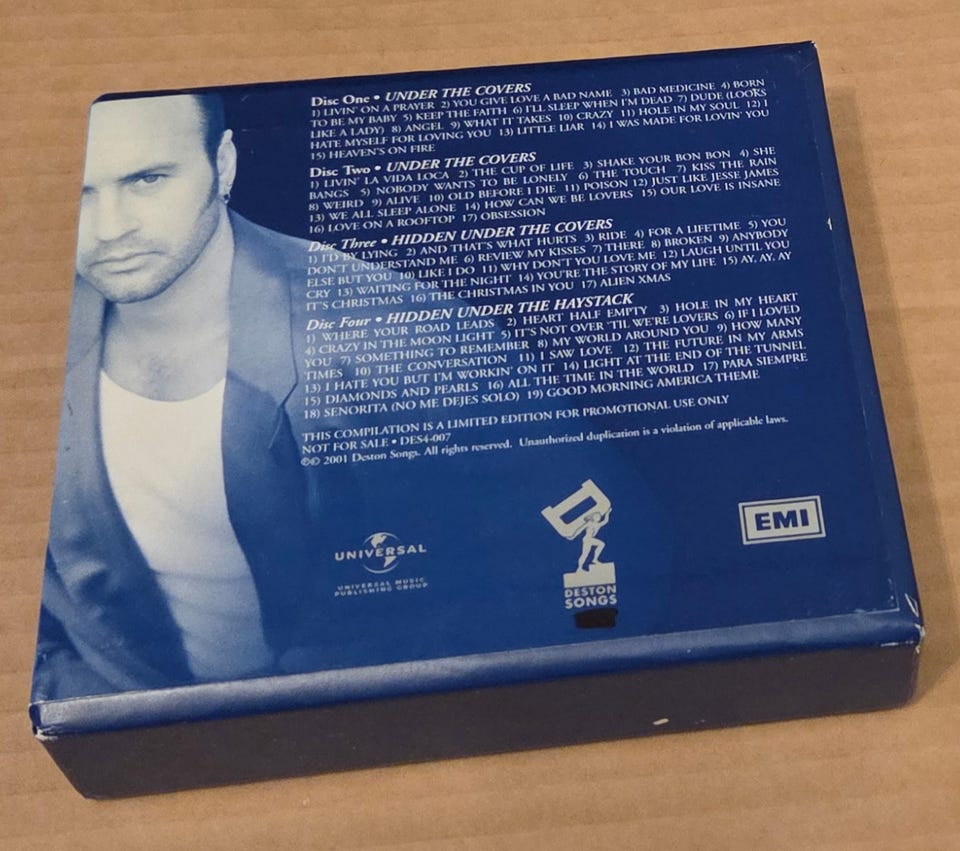 Disc One • UNDER THE COVERS
1) LIVIN' ON A PRAYER 2) YOU GIVE LOVE A BAD NAME 3) BAD MEDICINE 4) BORN
TO BE MY BABY 5) KEEP THE FAITH 6) I'LL SLEEP WHEN I'M DEAD 7) DUDE (LOOKS
LIKE A LADY) 8) ANGEL 9) WHAT IT TAKES 10) CRAZY 11) HOLE IN MY SOUL 12) I
HATE MYSELF FOR LOVING YOU 13) LITTLE LIAR 14) I WAS MADE FOR LOVIN' YOU
15) HEAVEN'S ON FIRE
Disc Two • UNDER THE COVERS
1) LIVIN' LA VIDA LOCA 2) THE CUP OF LIFE 3) SHAKE YOUR BON BON 4) SHE
BANGS 5) NOBODY WANTS TO BE LONELY 6) THE TOUCH 7) KISS THE RAIN
8) WEIRD 9) ALIVE 10) OLD BEFORE I DIE 11) POISON 12) JUST LIKE JESSE JAMES
13) WE ALL SLEEP ALONE 14) HOW CAN WE BE LOVERS 15) OUR LOVE IS INSANE
16) LOVE ON A ROOFTOP 17) OBSESSION
Disc Three • HIDDEN UNDER THE COVERS
1) I'D BY LYING 2) AND THAT'S WHAT HURTS 3) RIDE 4) FOR A LIFETIME 5) YOU
DON'T UNDERSTAND ME 6) REVIEW MY KISSES 7) THERE 8) BROKEN 9) ANYBODY
ELSE BUT YOU 10) LIKE I DO 11) WHY DON'T YOU LOVE ME 12) LAUGH UNTIL YOU
CRY 13) WAITING FOR THE NIGHT 14) YOU'RE THE STORY OF MY LIFE 15) AY, AY, AY
IT'S CHRISTMAS 16) THE CHRISTMAS IN YOU 17) ALIEN XMAS
Disc Four • HIDDEN UNDER THE HAYSTACK
1) WHERE YOUR ROAD LEADS 2) HEART HALF EMPTY 3) HOLE IN MY HEART
4) CRAZY IN THE MOON LIGHT 5) IT'S NOT OVER 'TIL WE'RE LOVERS 6) IF I LOVED
YOU 7) SOMETHING TO REMEMBER 8) MY WORLD AROUND YOU 9) HOW MANY
TIMES 10) THE CONVERSATION 11) I SAW LOVE 12) THE FUTURE IN MY ARMS
13) I HATE YOU BUT I'M WORKIN' ON IT 14) LIGHT AT THE END OF THE TUNNEL
15) DIAMONDS AND PEARLS 16) ALL THE TIME IN THE WORLD 17) PARA SIEMPRE
18) SENORITA (NO ME DEJES SOLO) 19) GOOD MORNING AMERICA THEME
THIS COMPILATION IS A LIMITED EDITION FOR PROMOTIONAL USE ONLY
NOT FOR SALE • DES4-007
℗© 2001 Deston Songs. All rights reserved. Unauthorized duplication is a violation of applicable laws.
UNIVERSAL
UNIVERSAL MUSIC
PUBLISHING GROUP
D
DESTON
SONGS
EMI